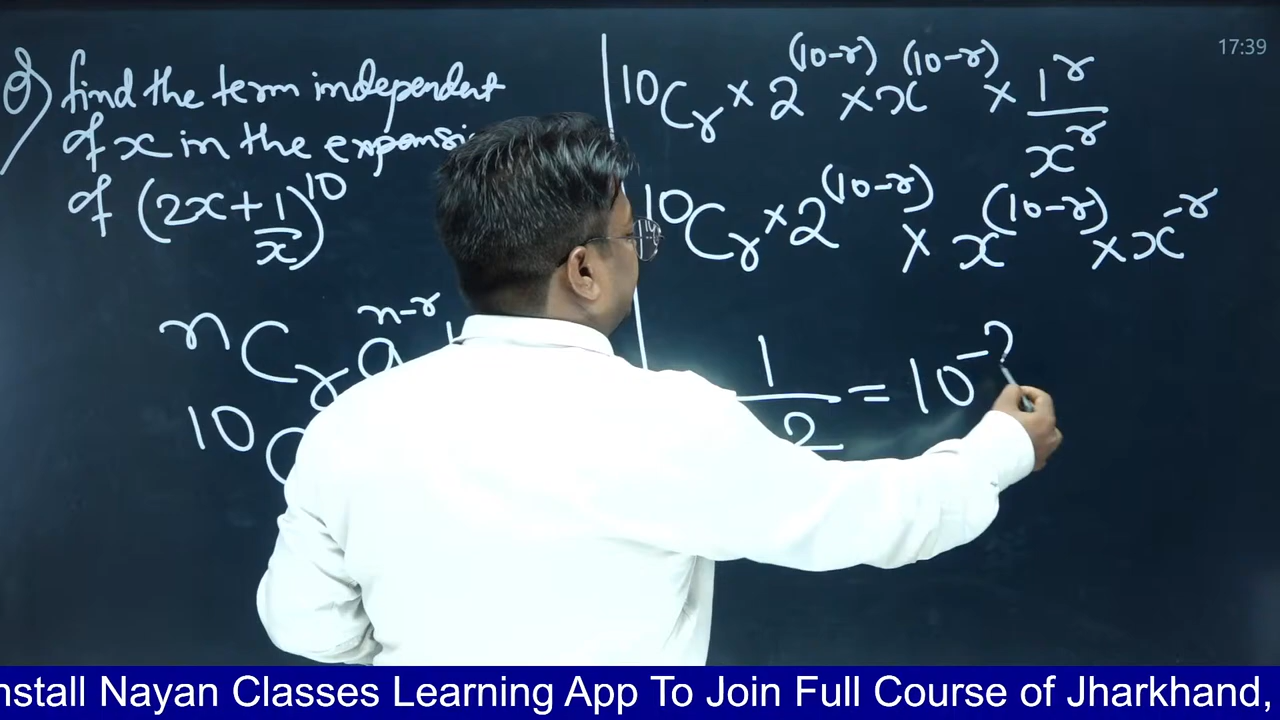 Q) find the term independent
of x in the
of (2x+1/x)^10
nCr a^n-r
10C
10Cr × 2^(10-r) × x^(10-r) × 1^r/x^r
10Cr × 2^(10-r) × x^(10-r) × x^-r
1/ 2 = 10^-2
17:39
nstall Nayan Classes Learning App To Join Full Course of Jharkhand,